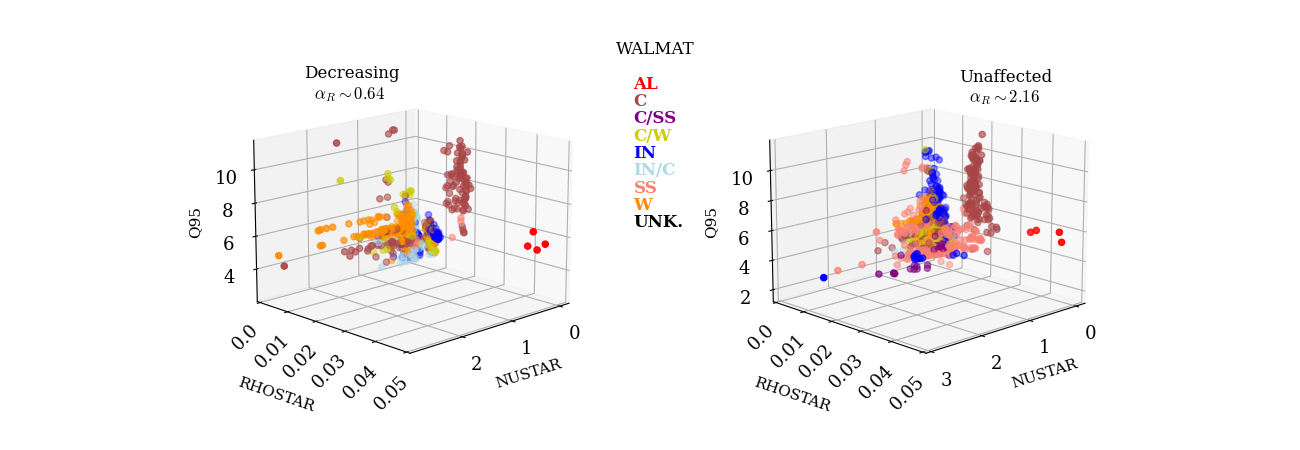 WALMAT
Decreasing
α_R ~ 0.64
Unaffected
α_R ~ 2.16
AL
C
C/SS
C/W
IN
IN/C
SS
W
UNK.
Q95
10
8
6
4
0.0
0.01
0.02
0.03
0.04
0.05
RHOSTAR
2
1
0
NUSTAR
Q95
10
8
6
4
2
0.0
0.01
0.02
0.03
0.04
0.05
RHOSTAR
3
2
1
0
NUSTAR